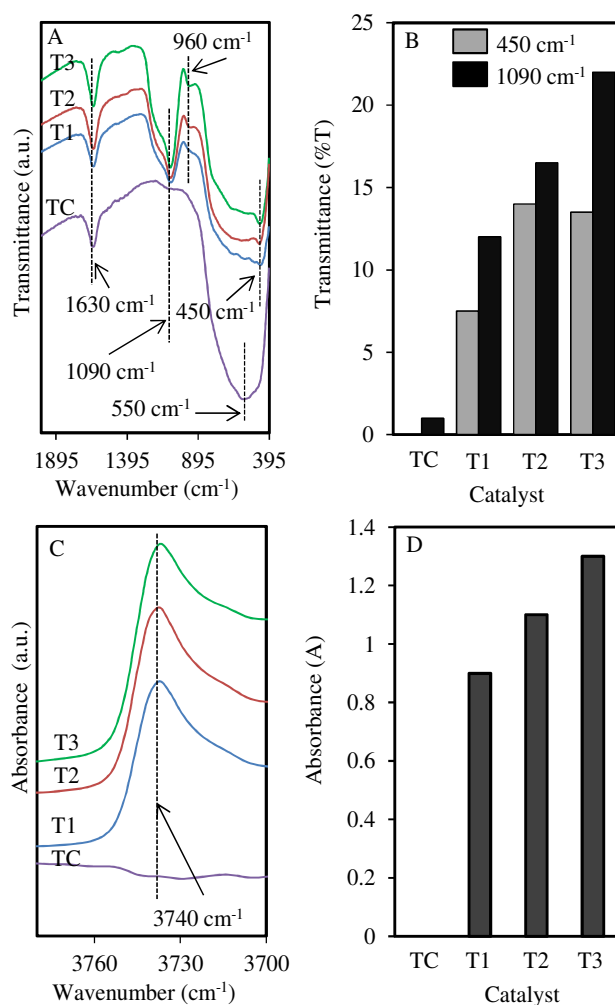 A
960 cm-1
T3
T2
T1
TC
1630 cm-1
450 cm-1
1090 cm-1
550 cm-1
Transmittance (a.u.)
1895 1395 895 395
Wavenumber (cm-1)
B
450 cm-1
1090 cm-1
25
20
15
10
5
0
Transmittance (%T)
TC T1 T2 T3
Catalyst
C
T3
T2
T1
TC
3740 cm-1
Absorbance (a.u.)
3760 3730 3700
Wavenumber (cm-1)
D
1.4
1.2
1
0.8
0.6
0.4
0.2
0
Absorbance (A)
TC T1 T2 T3
Catalyst